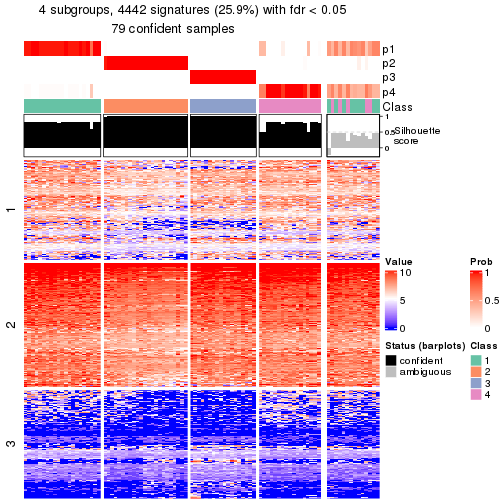 4 subgroups, 4442 signatures (25.9%) with fdr < 0.05
79 confident samples
p1
p2
p3
p4
Class
1
0.5
0
Silhouette
score
1
2
3
Value
10
5
0
Prob
1
0.5
0
Status (barplots)
confident
ambiguous
Class
1
2
3
4